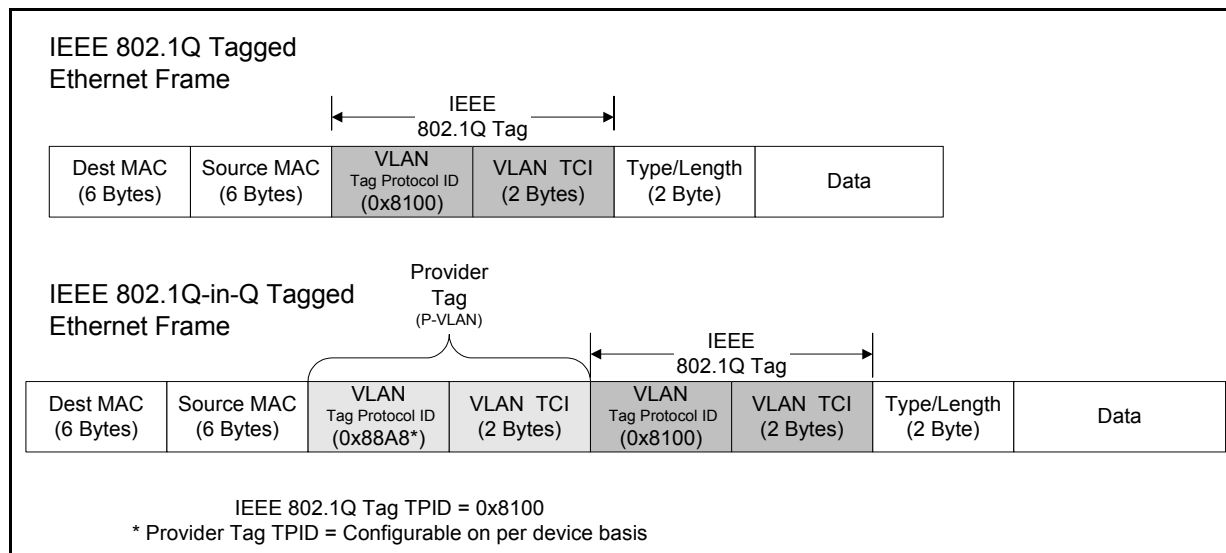 IEEE 802.1Q Tagged
Ethernet Frame
IEEE
802.1Q Tag
Dest MAC
(6 Bytes)
Source MAC
(6 Bytes)
VLAN
Tag Protocol ID
(0x8100)
VLAN TCI
(2 Bytes)
Type/Length
(2 Byte)
Data
IEEE 802.1Q-in-Q Tagged
Ethernet Frame
Provider
Tag
(P-VLAN)
IEEE
802.1Q Tag
Dest MAC
(6 Bytes)
Source MAC
(6 Bytes)
VLAN
Tag Protocol ID
(0x88A8*)
VLAN TCI
(2 Bytes)
VLAN
Tag Protocol ID
(0x8100)
VLAN TCI
(2 Bytes)
Type/Length
(2 Byte)
Data
IEEE 802.1Q Tag TPID = 0x8100
* Provider Tag TPID = Configurable on per device basis